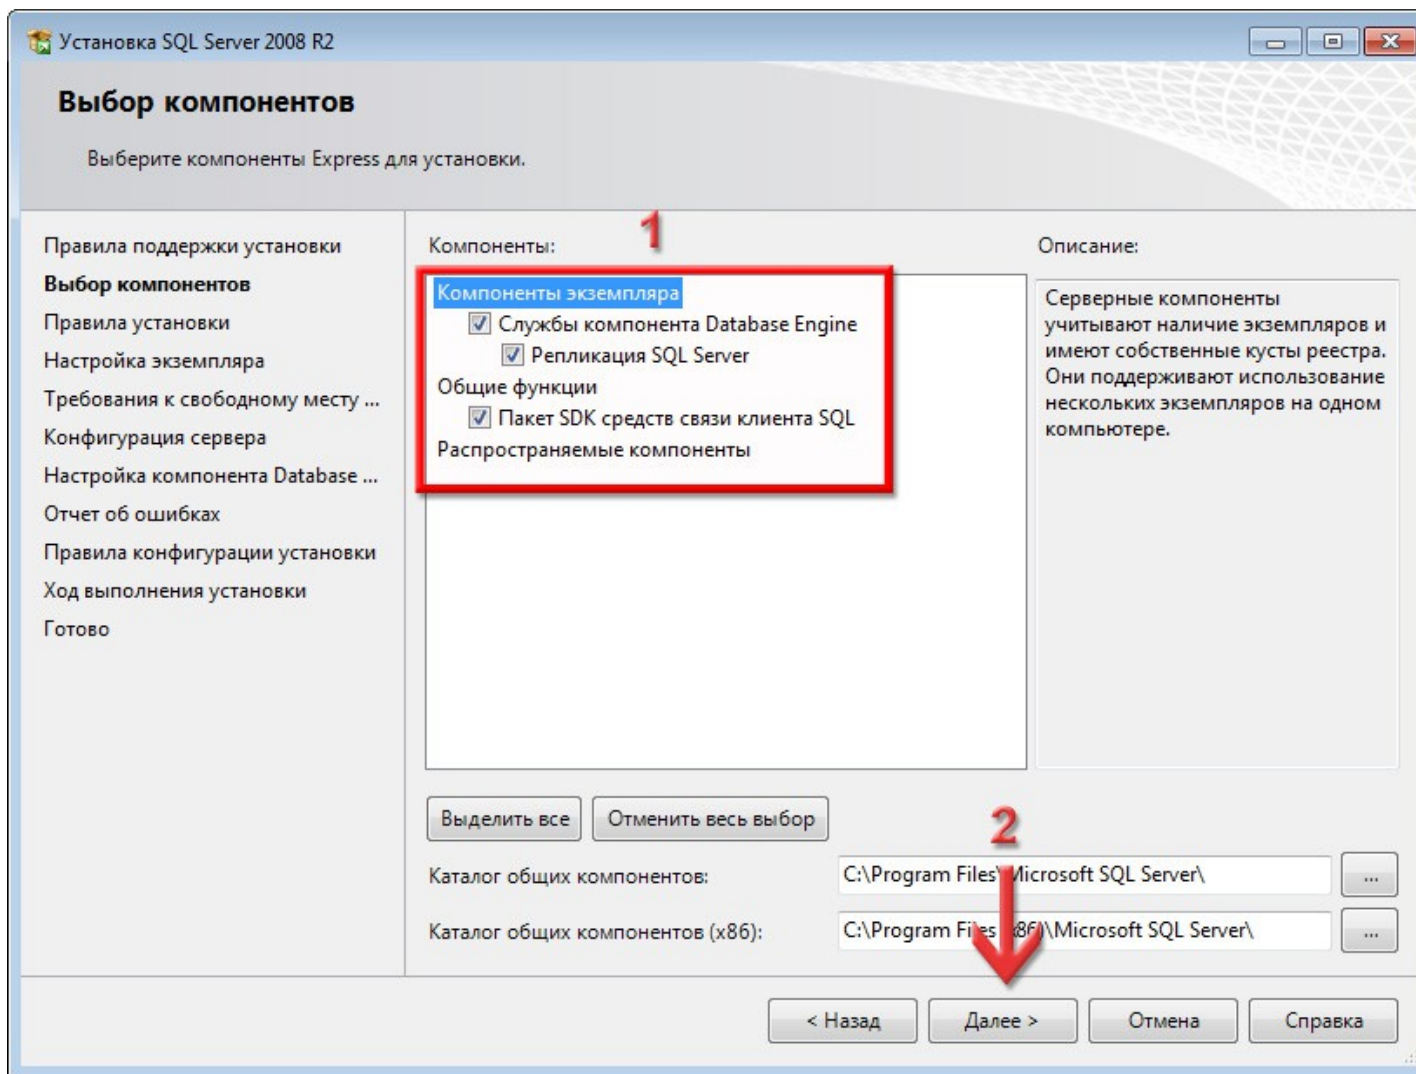 Установка SQL Server 2008 R2
Выбор компонентов
Выберите компоненты Express для установки.
Правила поддержки установки
Выбор компонентов
Правила установки
Настройка экземпляра
Требования к свободному месту ...
Конфигурация сервера
Настройка компонента Database ...
Отчет об ошибках
Правила конфигурации установки
Ход выполнения установки
Готово
Компоненты:
1
Компоненты экземпляра
Службы компонента Database Engine
Репликация SQL Server
Общие функции
Пакет SDK средств связи клиента SQL
Распространяемые компоненты
Описание:
Серверные компоненты
учитывают наличие экземпляров и
имеют собственные кусты реестра.
Они поддерживают использование
нескольких экземпляров на одном
компьютере.
Выделить все
Отменить весь выбор
2
Каталог общих компонентов:
C:\Program Files\Microsoft SQL Server\
...
Каталог общих компонентов (x86):
C:\Program Files (x86)\Microsoft SQL Server\
...
< Назад
Далее >
Отмена
Справка